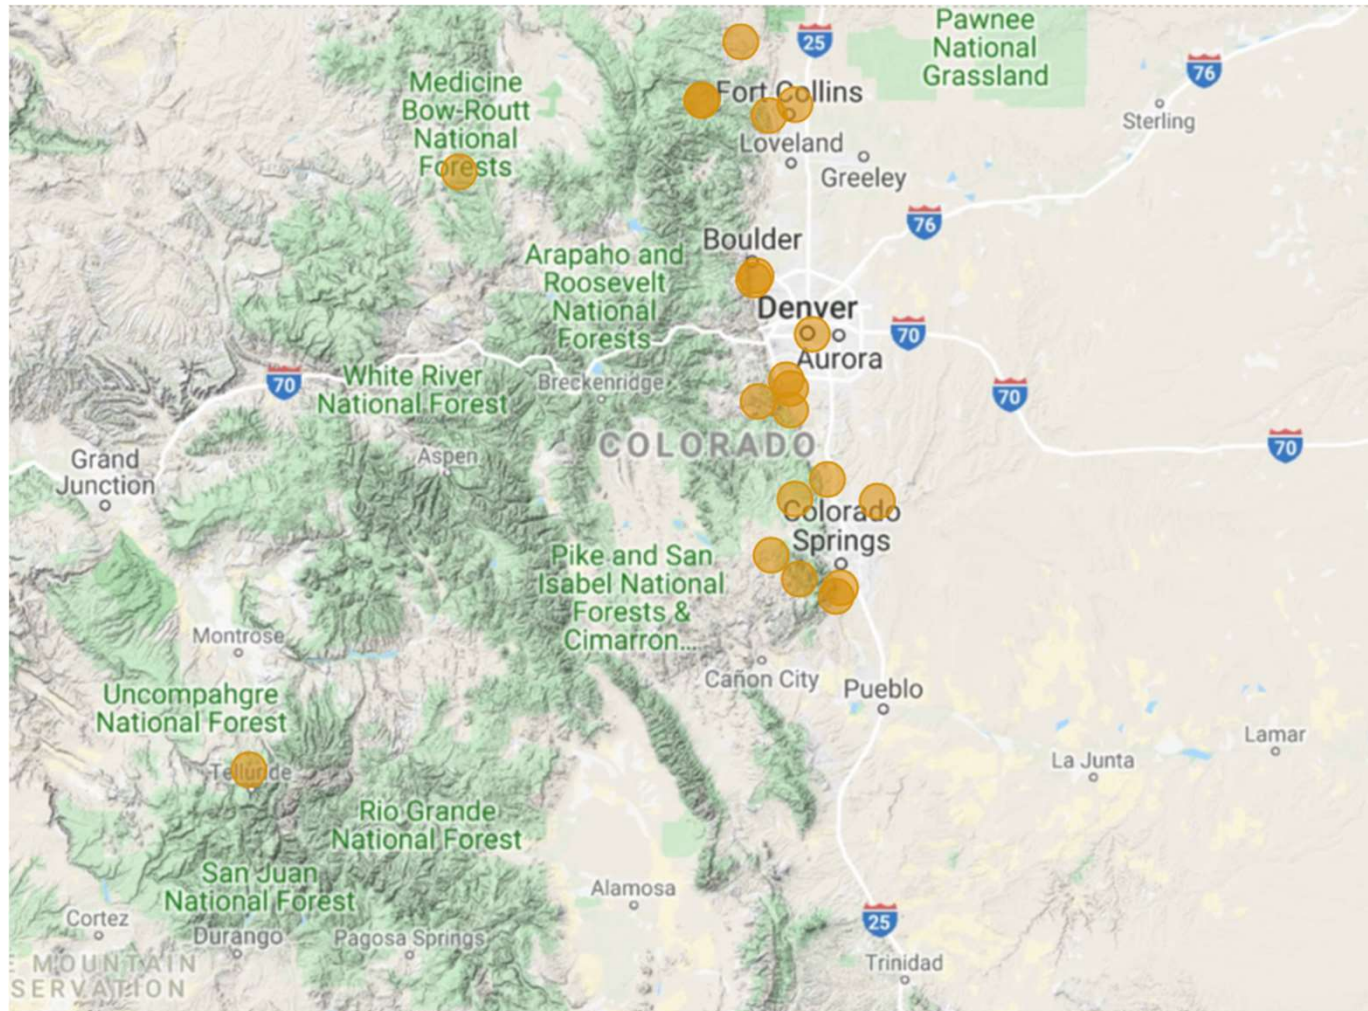 Pawnee
National
Grassland
25
76
Medicine
Bow-Routt
National
Forests
Fort Collins
Sterling
Loveland
Greeley
76
Boulder
Arapaho and
Roosevelt
National
Forests
Denver
70
Aurora
White River
National Forest
70
Breckenridge
70
COLORADO
70
Grand
Junction
Aspen
Colorado
Springs
Pike and San
Isabel National
Forests &
Cimarron...
Montrose
Cañon City
Pueblo
Uncompahgre
National Forest
Lamar
La Junta
Telluride
Rio Grande
National Forest
San Juan
National Forest
Alamosa
Cortez
25
Durango
Pagosa Springs
E MOUNTAIN
SERVATION
Trinidad